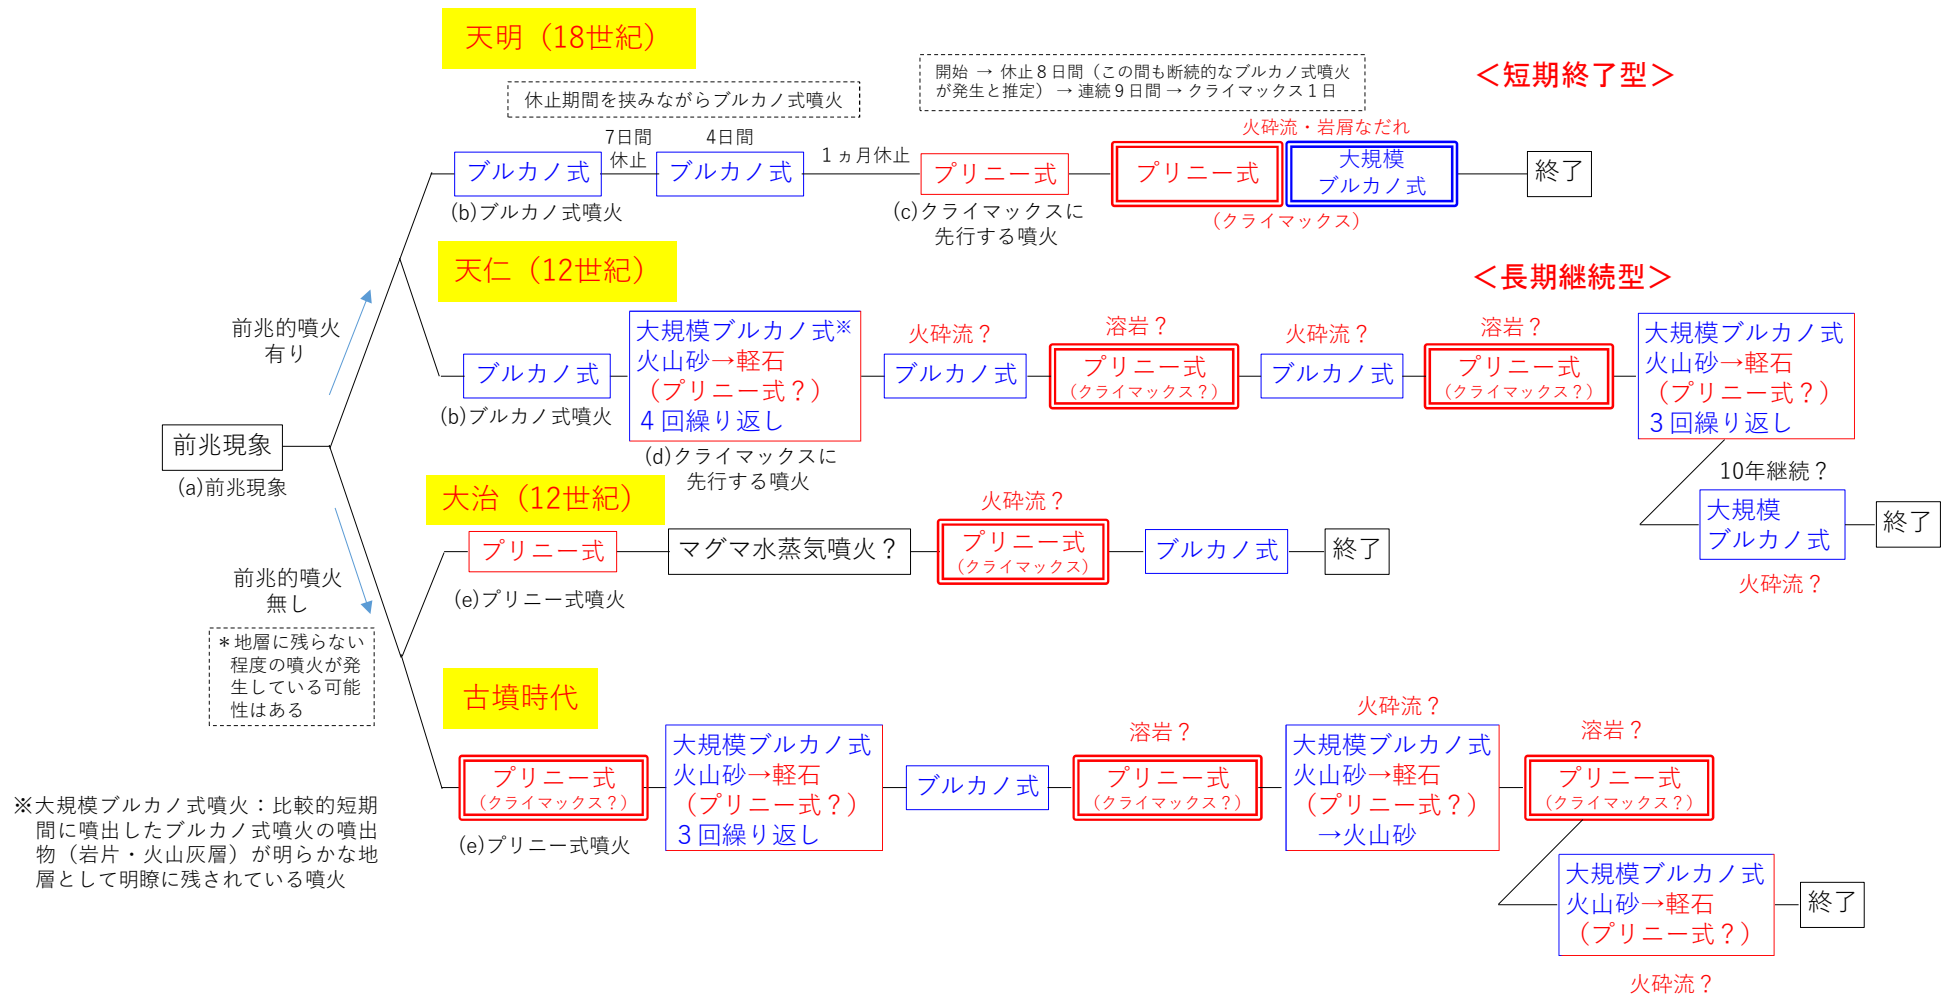 天明（18世紀）
＜短期終了型＞
休止期間を挟みながらブルカノ式噴火
開始 → 休止８日間（この間も断続的なブルカノ式噴火
が発生と推定） → 連続９日間 → クライマックス１日
ブルカノ式
7日間
休止
4日間
ブルカノ式
１ヵ月休止
プリニー式
火砕流・岩屑なだれ
プリニー式
大規模
ブルカノ式
終了
(b)ブルカノ式噴火
(c)クライマックスに
先行する噴火
（クライマックス）
天仁（12世紀）
＜長期継続型＞
前兆的噴火
有り
ブルカノ式
(b)ブルカノ式噴火
大規模ブルカノ式※
火山砂→軽石
（プリニー式？）
４回繰り返し
(d)クライマックスに
先行する噴火
火砕流？
ブルカノ式
溶岩？
プリニー式
（クライマックス？）
火砕流？
ブルカノ式
溶岩？
プリニー式
（クライマックス？）
大規模ブルカノ式
火山砂→軽石
（プリニー式？）
３回繰り返し
10年継続？
大規模
ブルカノ式
火砕流？
終了
前兆現象
(a)前兆現象
大治（12世紀）
プリニー式
(e)プリニー式噴火
マグマ水蒸気噴火？
火砕流？
プリニー式
（クライマックス）
ブルカノ式
終了
前兆的噴火
無し
＊地層に残らない
程度の噴火が発
生している可能
性はある
古墳時代
プリニー式
（クライマックス？）
(e)プリニー式噴火
大規模ブルカノ式
火山砂→軽石
（プリニー式？）
３回繰り返し
ブルカノ式
溶岩？
プリニー式
（クライマックス？）
火砕流？
大規模ブルカノ式
火山砂→軽石
（プリニー式？）
→火山砂
溶岩？
プリニー式
（クライマックス？）
大規模ブルカノ式
火山砂→軽石
（プリニー式？）
火砕流？
終了
※大規模ブルカノ式噴火：比較的短期
間に噴出したブルカノ式噴火の噴出
物（岩片・火山灰層）が明らかな地
層として明瞭に残されている噴火